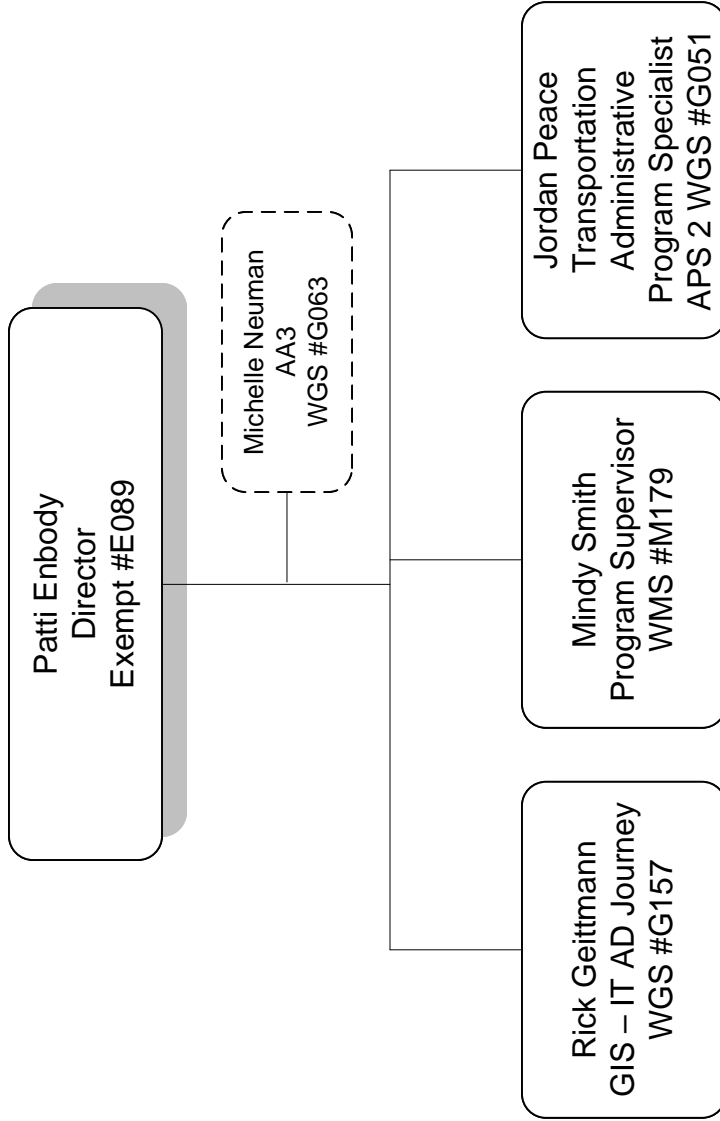 Patti Enbody
Director
Exempt #E089
Michelle Neuman
AA3
WGS #G063
Rick Geittmann
GIS – IT AD Journey
WGS #G157
Mindy Smith
Program Supervisor
WMS #M179
Jordan Peace
Transportation
Administrative
Program Specialist
APS 2 WGS #G051